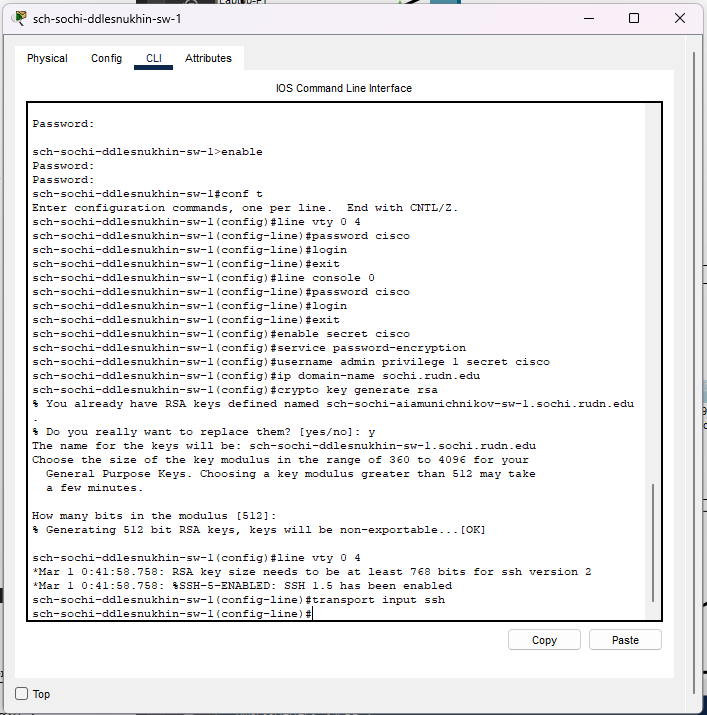 sch-sochi-ddlesnukhin-sw-1
Physical Config CLI Attributes
IOS Command Line Interface
Password:
sch-sochi-ddlesnukhin-sw-1>enable
Password:
Password:
sch-sochi-ddlesnukhin-sw-1#conf t
Enter configuration commands, one per line.  End with CNTL/Z.
sch-sochi-ddlesnukhin-sw-1(config)#line vty 0 4
sch-sochi-ddlesnukhin-sw-1(config-line)#password cisco
sch-sochi-ddlesnukhin-sw-1(config-line)#login
sch-sochi-ddlesnukhin-sw-1(config-line)#exit
sch-sochi-ddlesnukhin-sw-1(config)#line console 0
sch-sochi-ddlesnukhin-sw-1(config-line)#password cisco
sch-sochi-ddlesnukhin-sw-1(config-line)#login
sch-sochi-ddlesnukhin-sw-1(config-line)#exit
sch-sochi-ddlesnukhin-sw-1(config)#enable secret cisco
sch-sochi-ddlesnukhin-sw-1(config)#service password-encryption
sch-sochi-ddlesnukhin-sw-1(config)#username admin privilege 1 secret cisco
sch-sochi-ddlesnukhin-sw-1(config)#ip domain-name sochi.rudn.edu
sch-sochi-ddlesnukhin-sw-1(config)#crypto key generate rsa
% You already have RSA keys defined named sch-sochi-aiamunichnikov-sw-1.sochi.rudn.edu
.
% Do you really want to replace them? [yes/no]: y
The name for the keys will be: sch-sochi-ddlesnukhin-sw-1.sochi.rudn.edu
Choose the size of the key modulus in the range of 360 to 4096 for your
  General Purpose Keys. Choosing a key modulus greater than 512 may take
  a few minutes.
How many bits in the modulus [512]:
% Generating 512 bit RSA keys, keys will be non-exportable...[OK]
sch-sochi-ddlesnukhin-sw-1(config)#line vty 0 4
*Mar 1 0:41:58.758: RSA key size needs to be at least 768 bits for ssh version 2
*Mar 1 0:41:58.758: %SSH-5-ENABLED: SSH 1.5 has been enabled
sch-sochi-ddlesnukhin-sw-1(config-line)#transport input ssh
sch-sochi-ddlesnukhin-sw-1(config-line)#
Copy Paste
Top